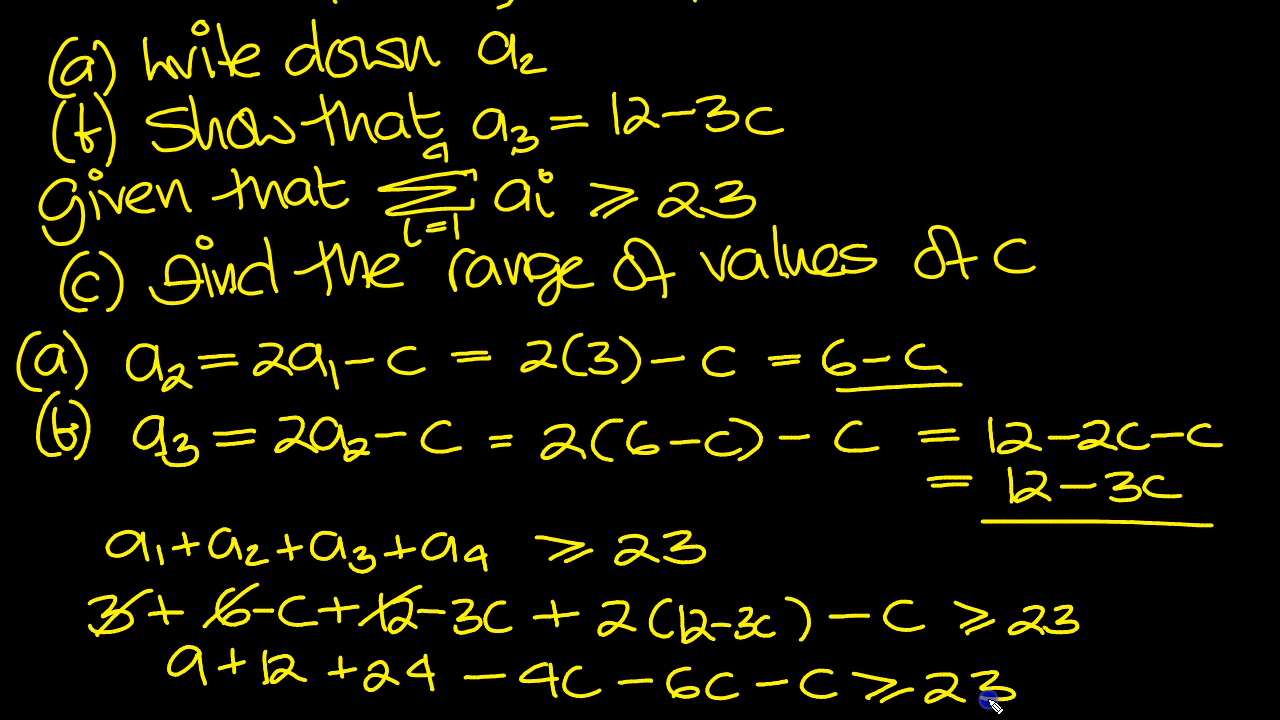 (a) write down a₂
(b) Show that a₃ = 12-3c
given that 4∑i=1 ai ⩾ 23
(c) find the range of values of c
(a) a₂ = 2a₁ - c = 2(3) - c = 6 - c
(b) a₃ = 2a₂ - c = 2(6-c) - c = 12-2c-c
= 12-3c
a₁+a₂+a₃+a₄ ⩾ 23
3+6-c+12-3c + 2(12-3c) - c ⩾ 23
9+12+24-4c-6c-c ⩾ 23